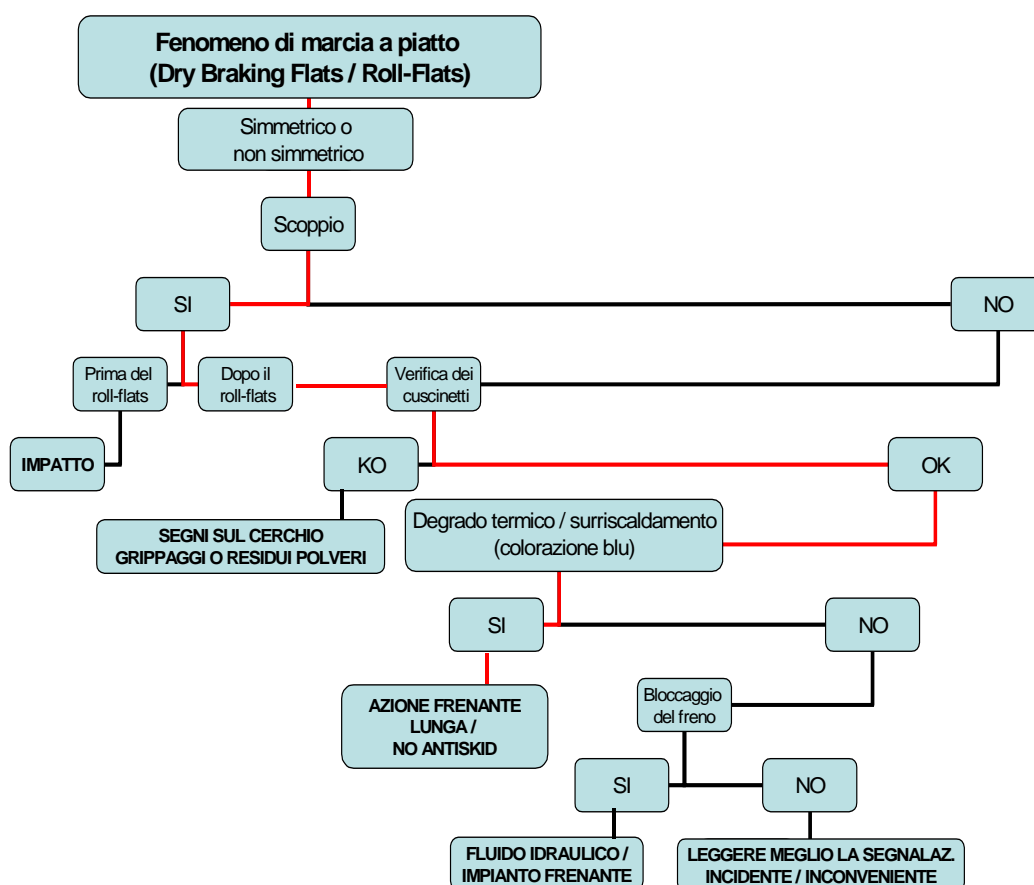 Fenomeno di marcia a piatto
(Dry Braking Flats / Roll-Flats)
Simmetrico o
non simmetrico
Scoppio
SI
NO
Prima del
roll-flats
Dopo il
roll-flats
Verifica dei
cuscinetti
IMPATTO
KO
OK
SEGNI SUL CERCHIO
GRIPPAGGI O RESIDUI POLVERI
Degrado termico / surriscaldamento
(colorazione blu)
SI
NO
AZIONE FRENANTE
LUNGA /
NO ANTISKID
Bloccaggio
del freno
SI
NO
FLUIDO IDRAULICO /
IMPIANTO FRENANTE
LEGGERE MEGLIO LA SEGNALAZ.
INCIDENTE / INCONVENIENTE